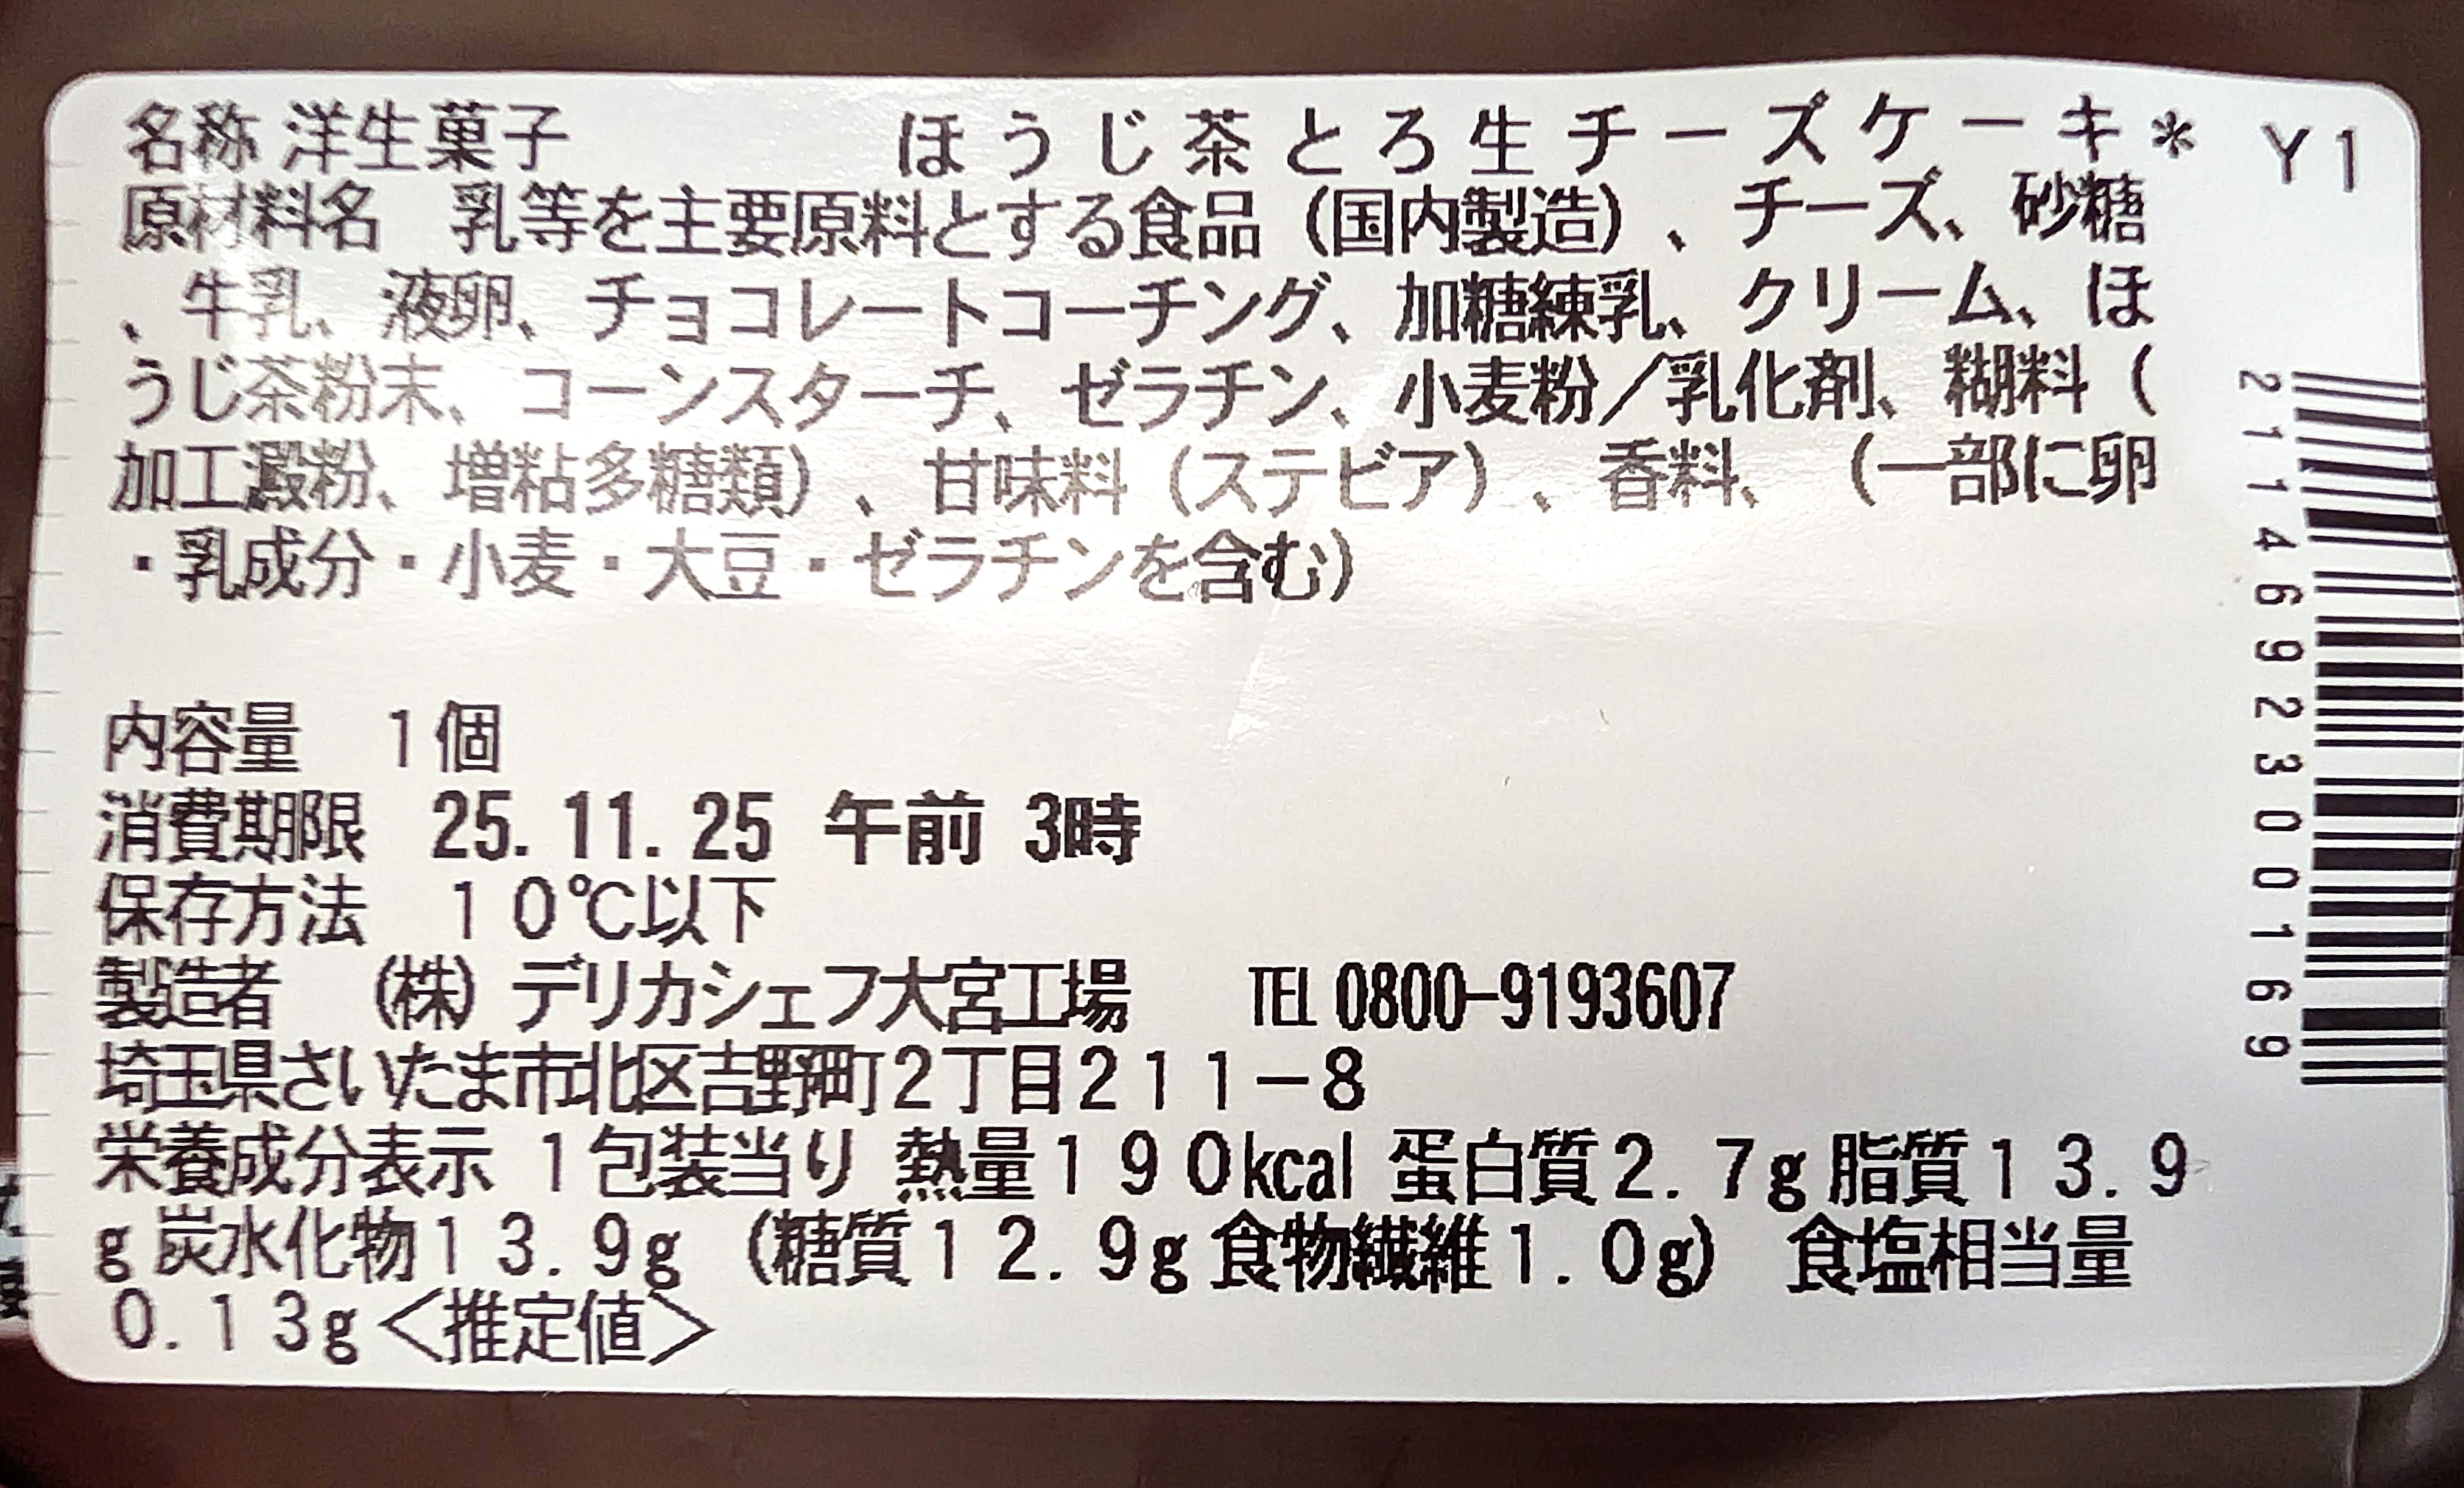 名称 洋生菓子 ほうじ茶とろ生チーズケーキ* Y1
原材料名 乳等を主要原料とする食品(国内製造)、チーズ、砂糖
、牛乳、液卵、チョコレートコーチング、加糖練乳、クリーム、ほ
うじ茶粉末、コーンスターチ、ゼラチン、小麦粉/乳化剤、糊料(
加工澱粉、増粘多糖類)、甘味料(ステビア)、香料、(一部に卵
・乳成分・小麦・大豆・ゼラチンを含む)
内容量 1個
消費期限 25.11.25 午前 3時
保存方法 10℃以下
製造者 (株)デリカシェフ大宮工場 TEL 0800-9193607
埼玉県さいたま市北区吉野町2丁目211-8
栄養成分表示 1包装当り 熱量190kcal 蛋白質2.7g 脂質13.9
g 炭水化物13.9g (糖質12.9g 食物繊維1.0g) 食塩相当量
0.13g<推定値>
2114692300169